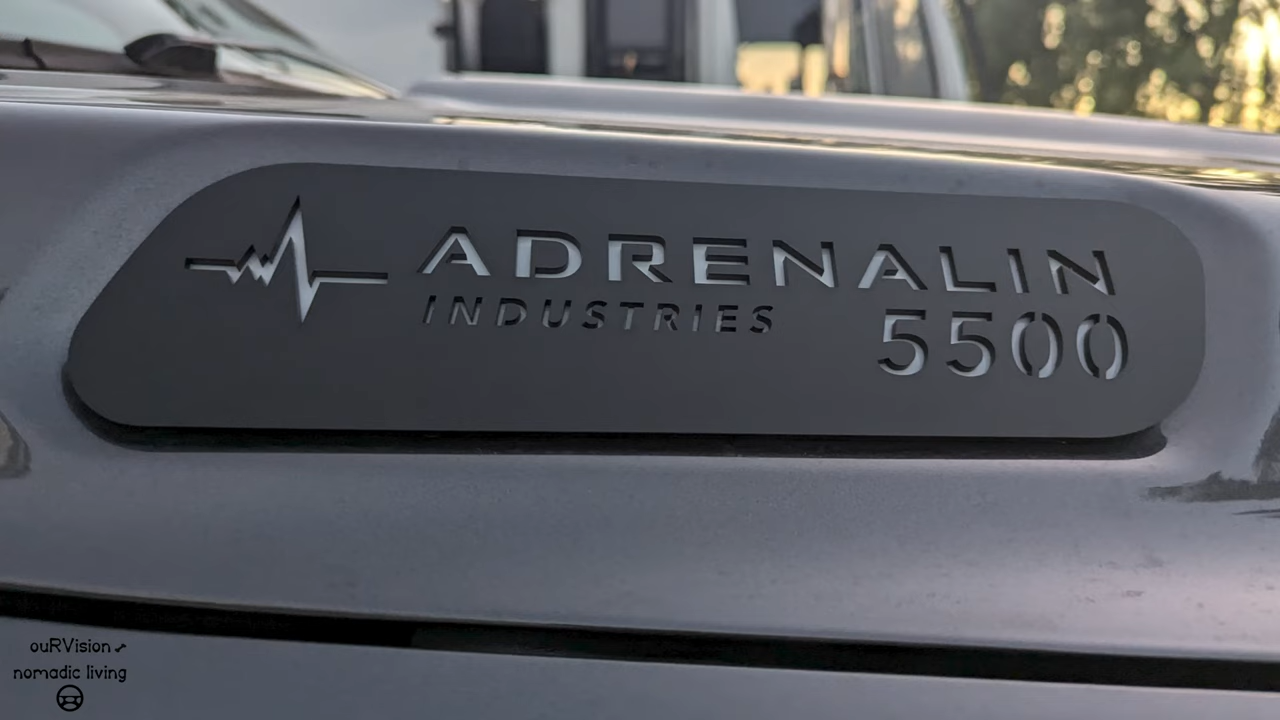 ADRENALIN
INDUSTRIES
5500
ouRVision
nomadic living